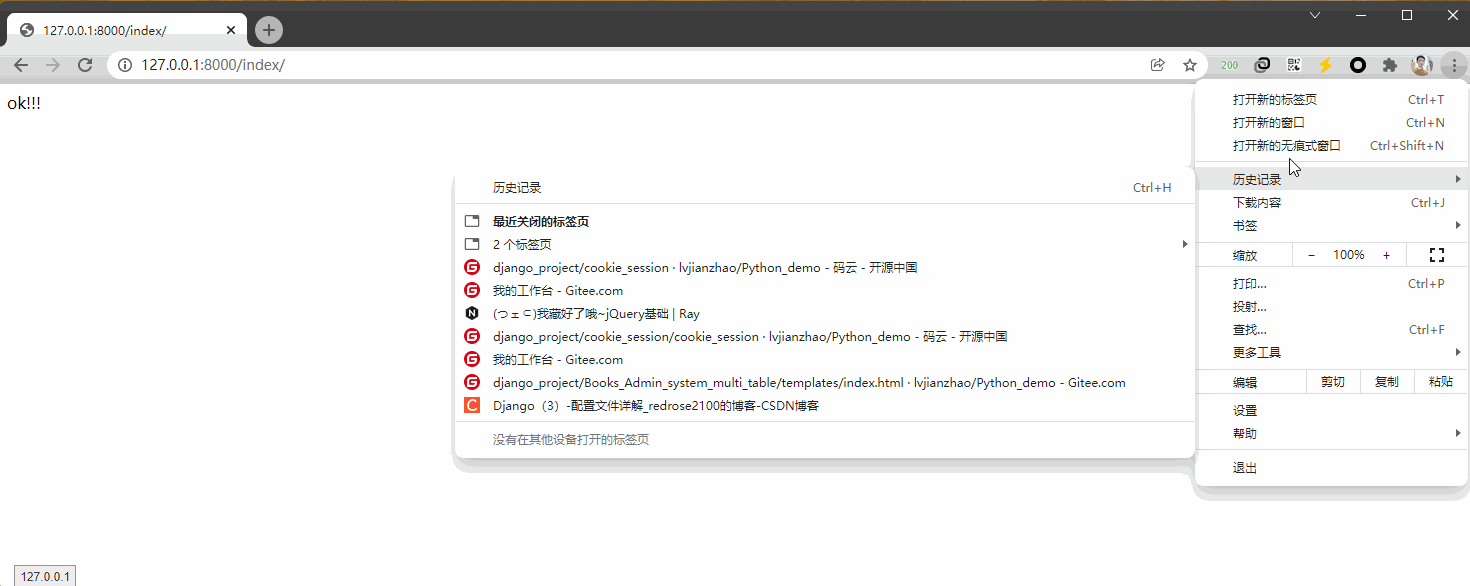 127.0.0.1:8000/index/
127.0.0.1:8000/index/
200
ok!!!
打开新的标签页 Ctrl+T
打开新的窗口 Ctrl+N
打开新的无痕式窗口 Ctrl+Shift+N
历史记录
下载内容 Ctrl+J
书签
缩放 − 100% +
打印... Ctrl+P
投射...
查找... Ctrl+F
更多工具
编辑 剪切 复制 粘贴
设置
帮助
退出
历史记录 Ctrl+H
最近关闭的标签页
2 个标签页
django_project/cookie_session · lvjianzhao/Python_demo - 码云 - 开源中国
我的工作台 - Gitee.com
(つェ⊂)我藏好了哦~jQuery基础 | Ray
django_project/cookie_session/cookie_session · lvjianzhao/Python_demo - 码云 - 开源中国
我的工作台 - Gitee.com
django_project/Books_Admin_system_multi_table/templates/index.html · lvjianzhao/Python_demo - Gitee.com
Django（3）-配置文件详解_redrose2100的博客-CSDN博客
没有在其他设备打开的标签页
127.0.0.1